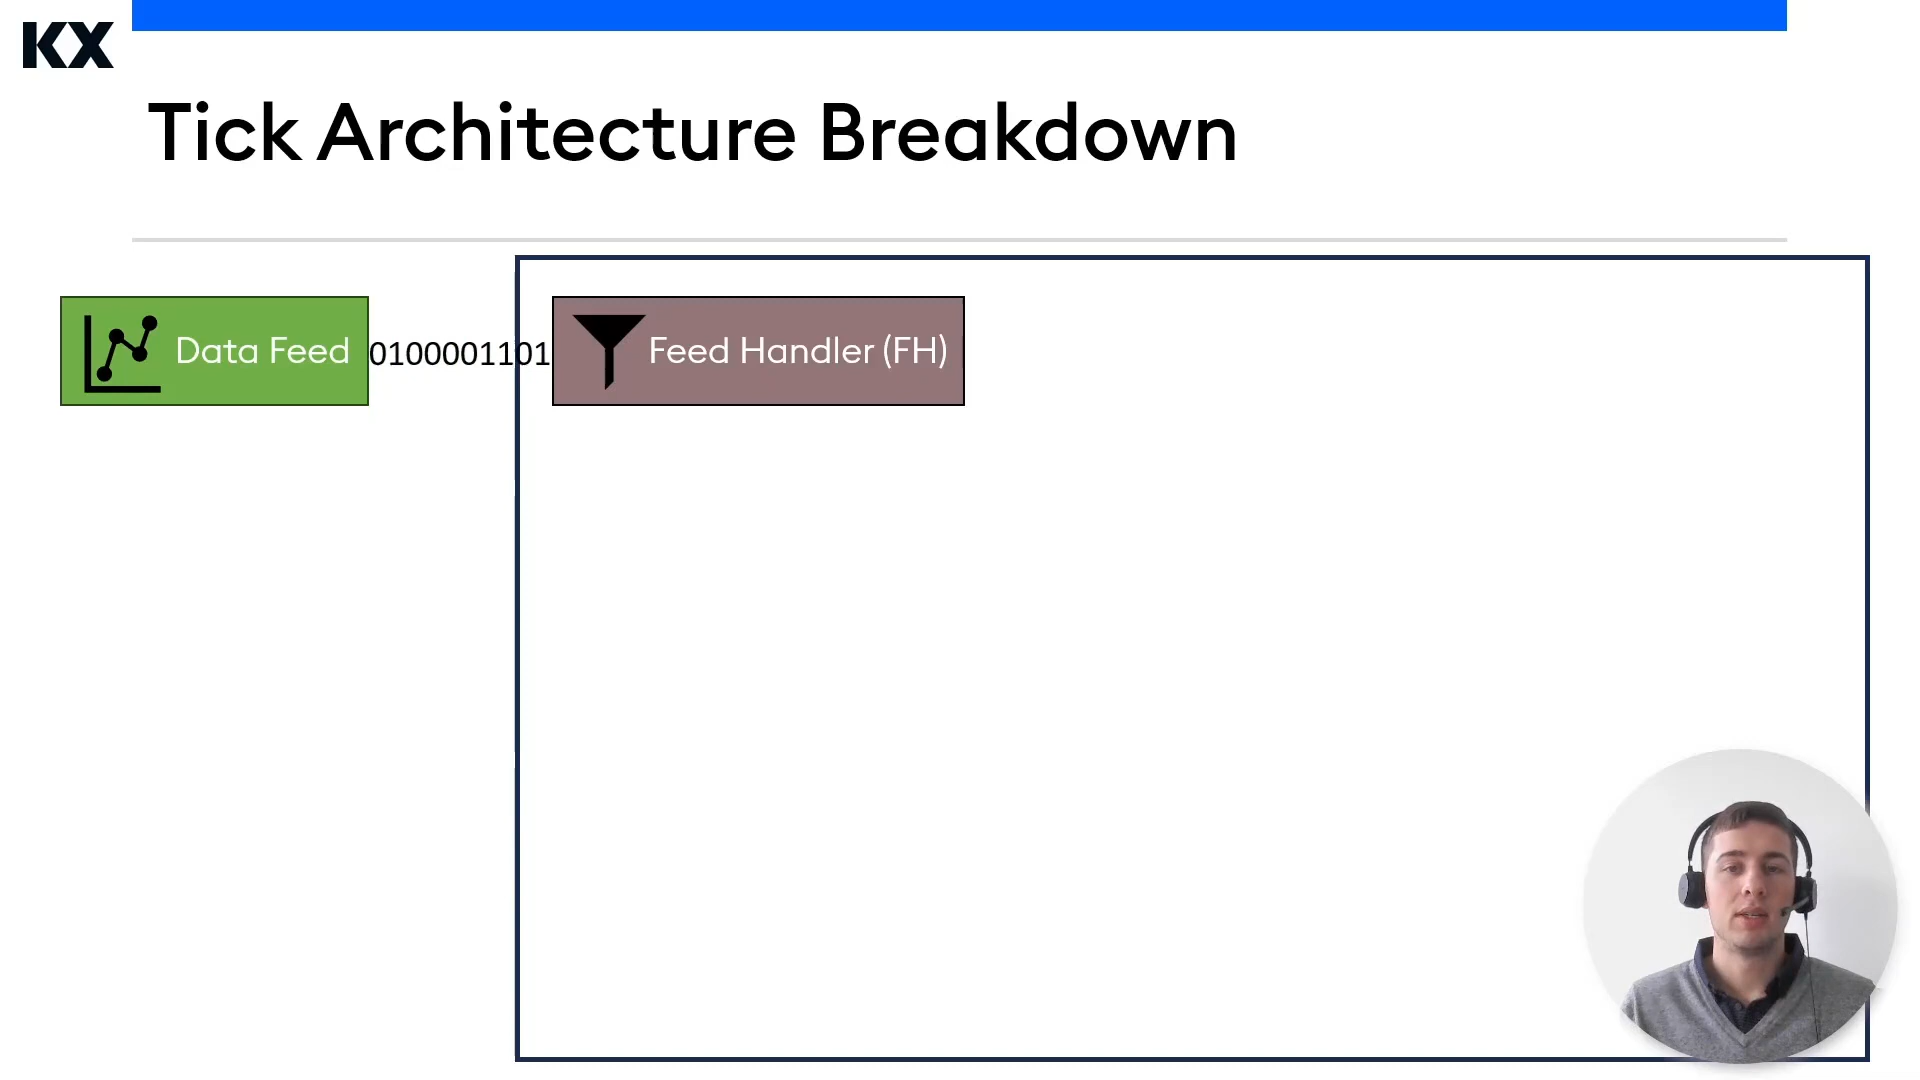 KX
Tick Architecture Breakdown
Data Feed
0100001101
Feed Handler (FH)